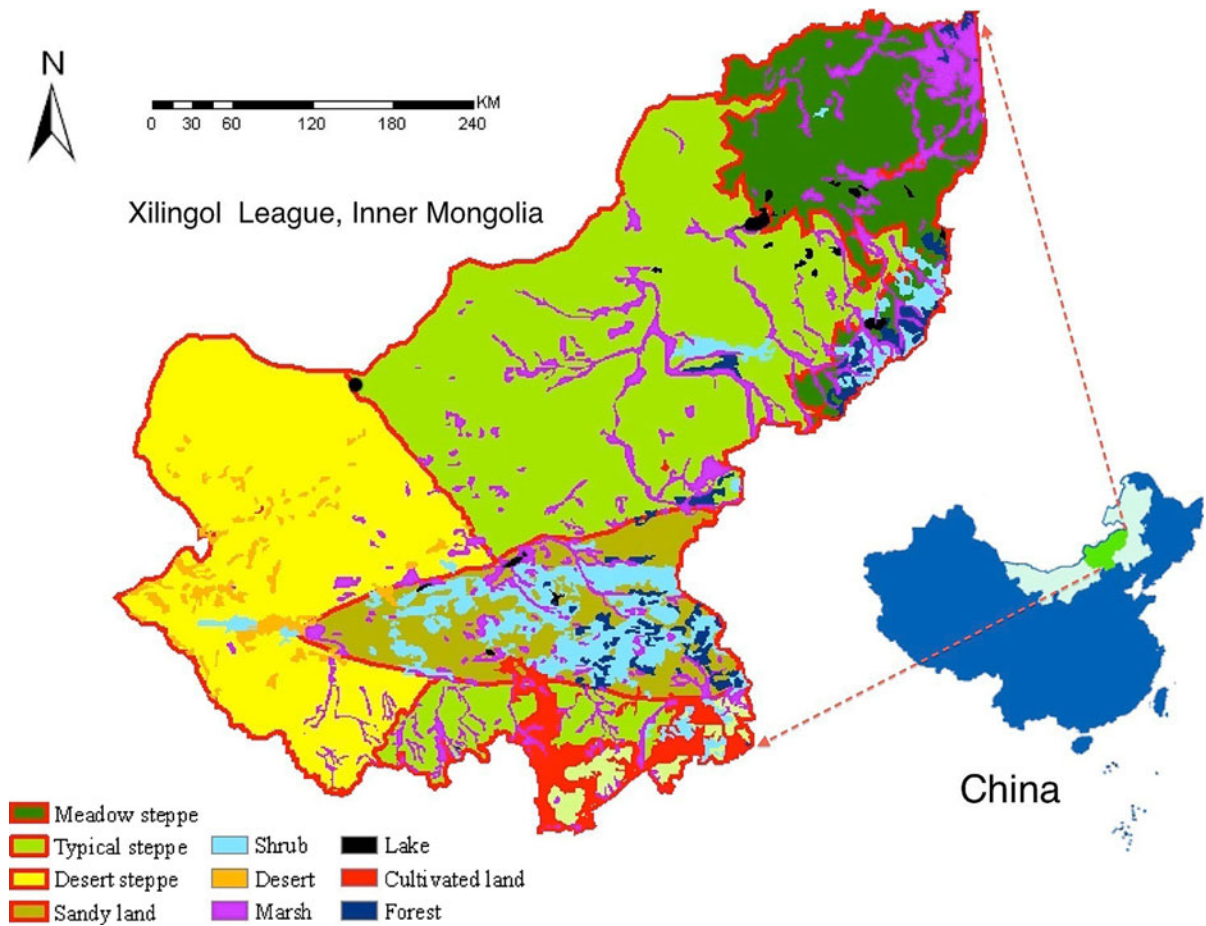 N
KM
0 30 60 120 180 240
Xilingol League, Inner Mongolia
China
Meadow steppe
Typical steppe
Desert steppe
Sandy land
Shrub
Desert
Marsh
Lake
Cultivated land
Forest